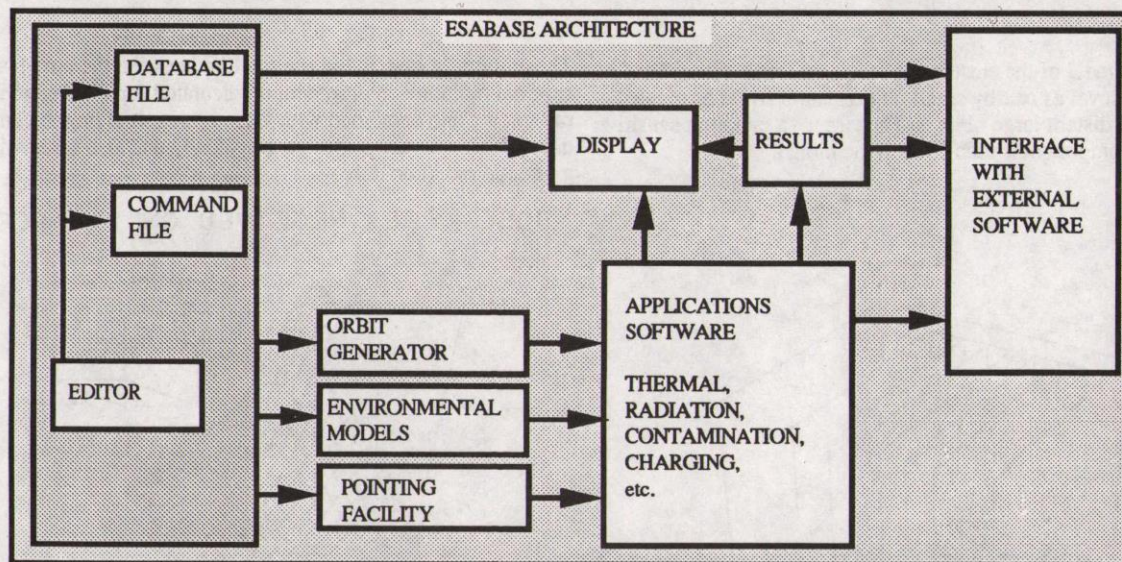 ESABASE ARCHITECTURE
DATABASE
FILE
COMMAND
FILE
EDITOR
DISPLAY
RESULTS
INTERFACE
WITH
EXTERNAL
SOFTWARE
ORBIT
GENERATOR
ENVIRONMENTAL
MODELS
POINTING
FACILITY
APPLICATIONS
SOFTWARE
THERMAL,
RADIATION,
CONTAMINATION,
CHARGING,
etc.